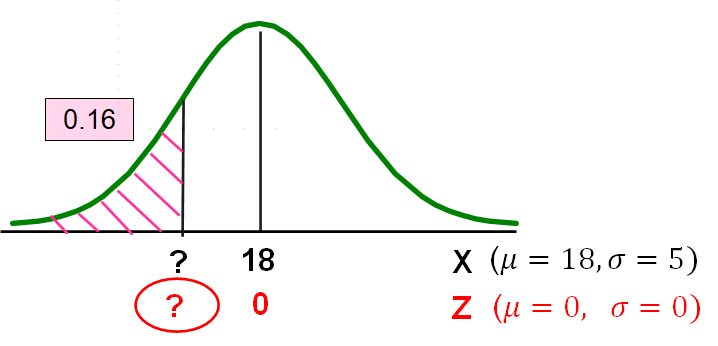 0.16
? 18 X (μ = 18, σ = 5)
? 0 Z (μ = 0, σ = 0)